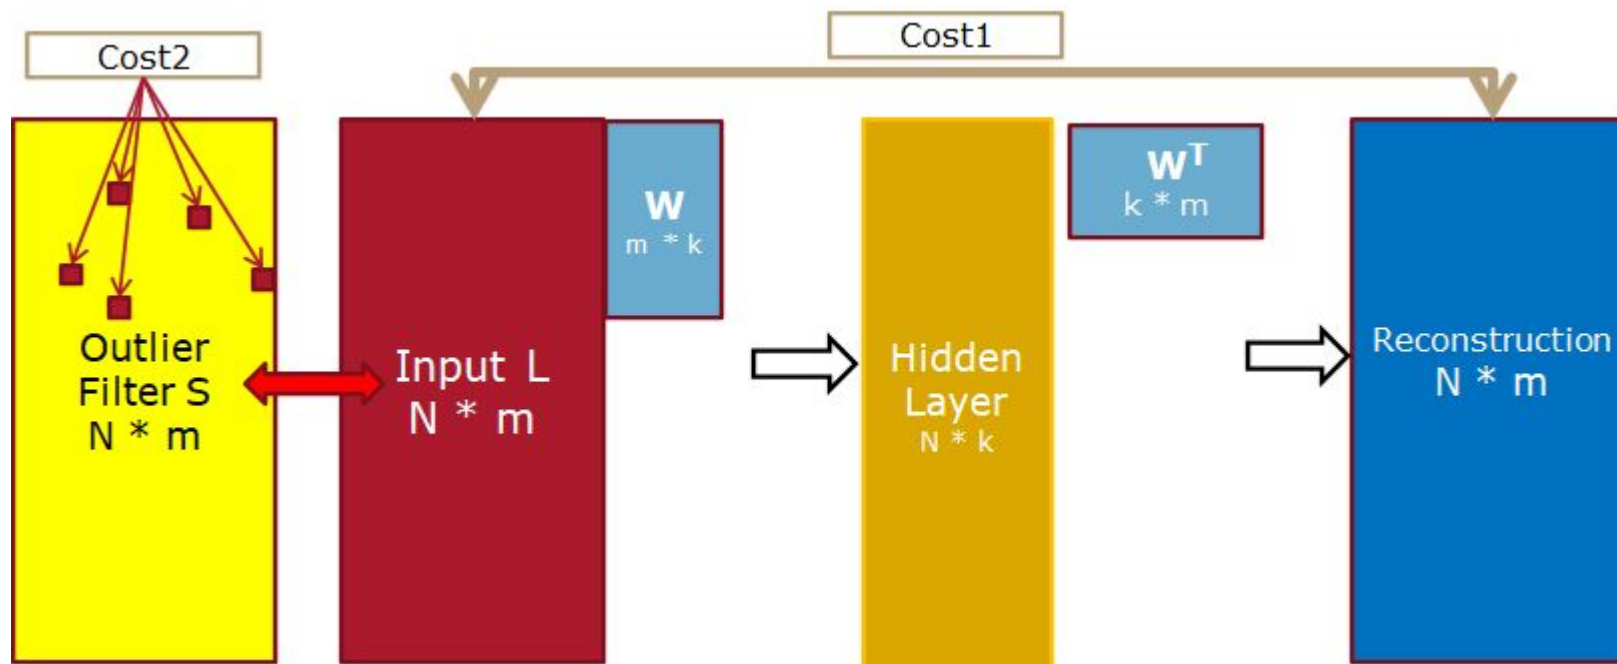 Cost2
Cost1
Outlier
Filter S
N * m
Input L
N * m
W
m * k
Hidden
Layer
N * k
W^T
k * m
Reconstruction
N * m